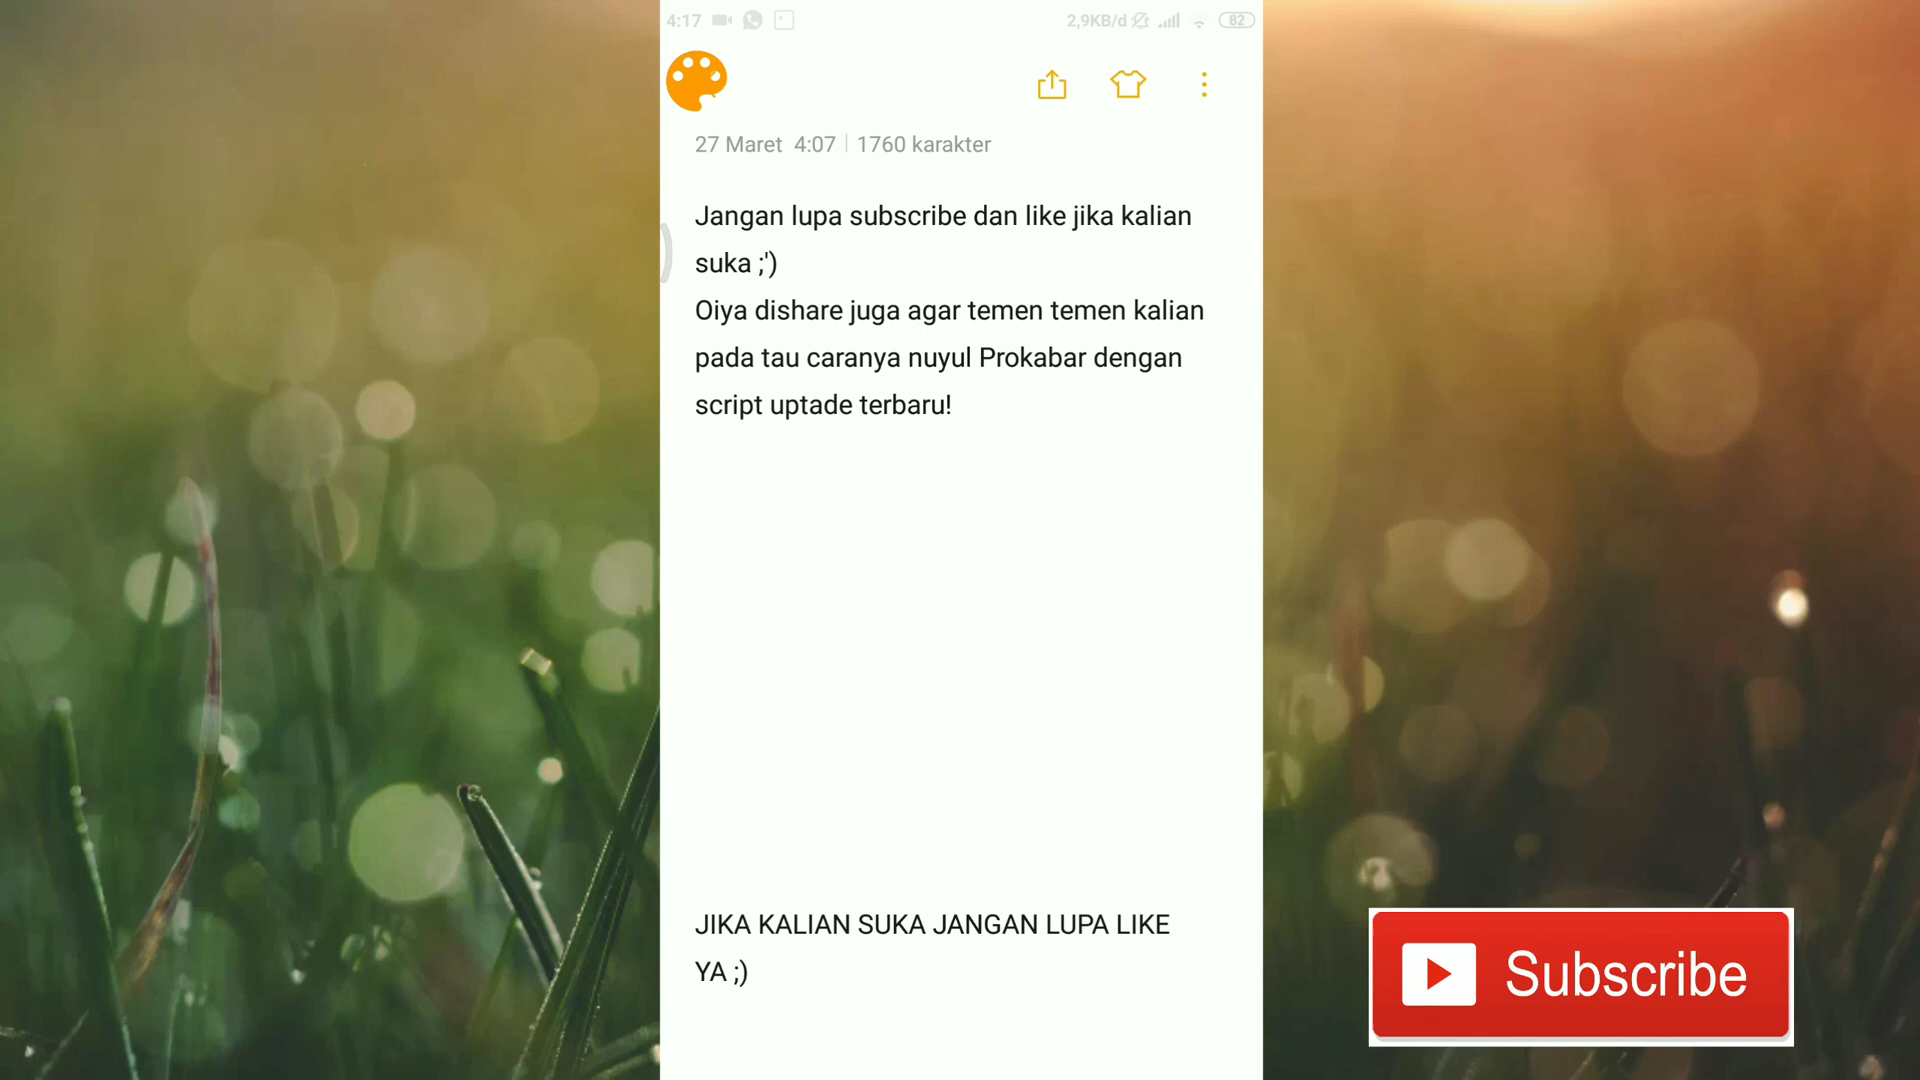 4:17 2,9KB/d 82
27 Maret 4:07 | 1760 karakter
Jangan lupa subscribe dan like jika kalian
suka ;')
Oiya dishare juga agar temen temen kalian
pada tau caranya nuyul Prokabar dengan
script uptade terbaru!
JIKA KALIAN SUKA JANGAN LUPA LIKE
YA ;)
Subscribe